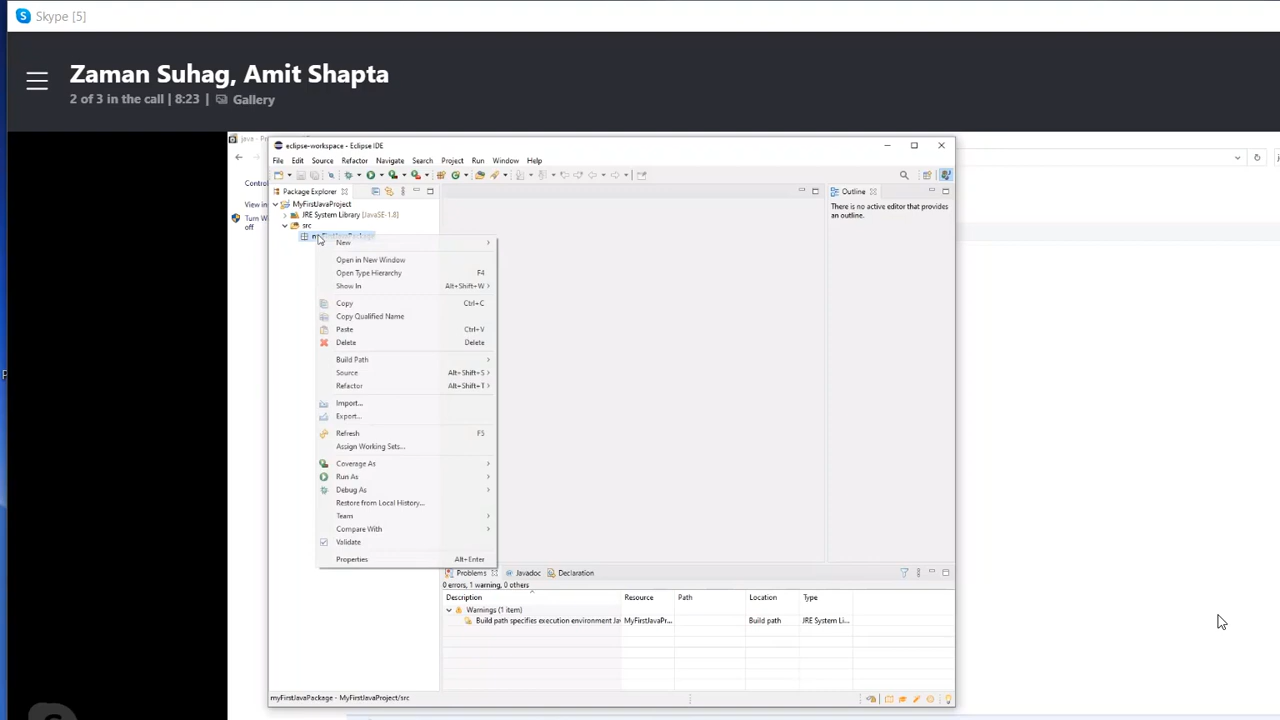 Skype [5]
Zaman Suhag, Amit Shapta
2 of 3 in the call | 8:23 | Gallery
eclipse-workspace - Eclipse IDE
File Edit Source Refactor Navigate Search Project Run Window Help
Control
View in
Turn W
off
Package Explorer
MyFirstJavaProject
JRE System Library [JavaSE-1.8]
src
New
Open in New Window
Open Type Hierarchy F4
Show In Alt+Shift+W
Copy Ctrl+C
Copy Qualified Name
Paste Ctrl+V
Delete Delete
Build Path
Source Alt+Shift+S
Refactor Alt+Shift+T
Import...
Export...
Refresh F5
Assign Working Sets...
Coverage As
Run As
Debug As
Restore from Local History...
Team
Compare With
Validate
Properties Alt+Enter
Outline
There is no active editor that provides an outline.
Problems Javadoc Declaration
0 errors, 1 warning, 0 others
Description Resource Path Location Type
Warnings (1 item)
Build path specifies execution environment Ja MyFirstJavaPr... Build path JRE System Li...
myFirstJavaPackage - MyFirstJavaProject/src